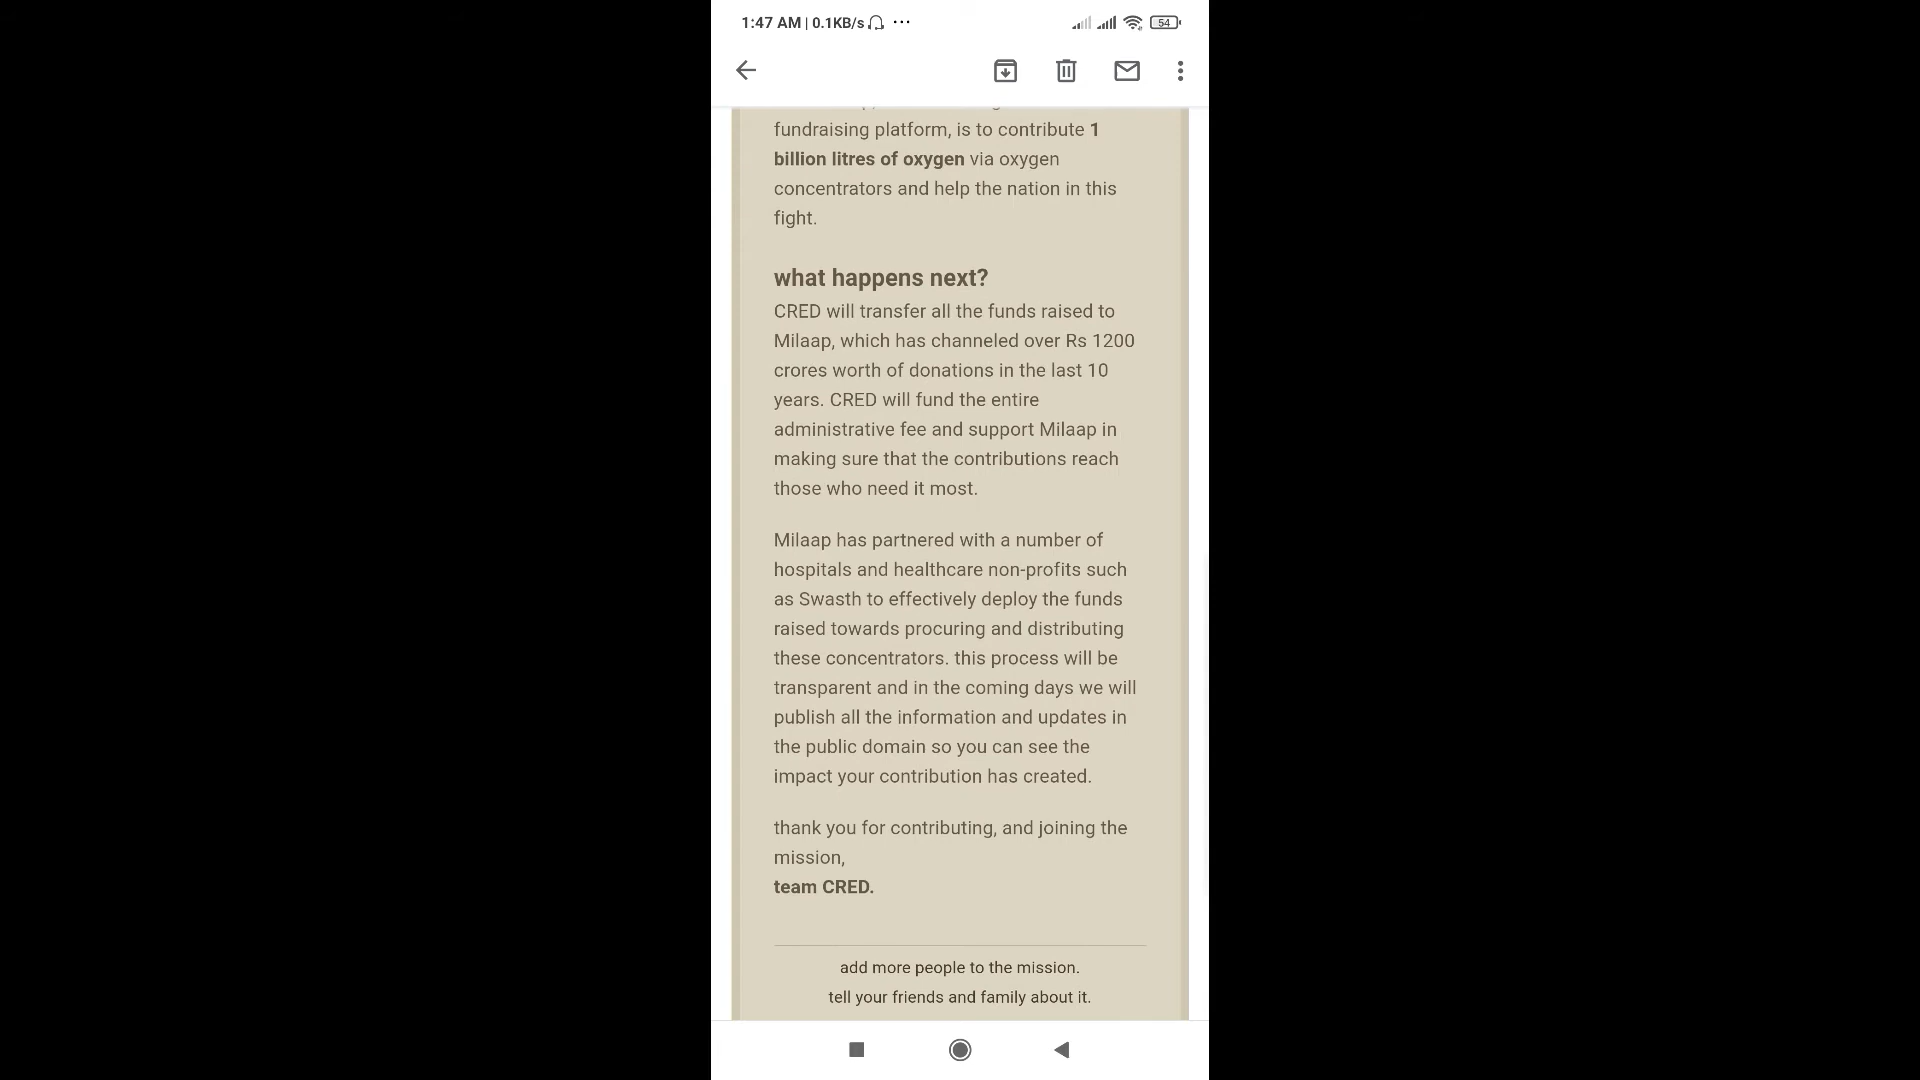 1:47 AM | 0.1KB/s ...
54
fundraising platform, is to contribute 1
billion litres of oxygen via oxygen
concentrators and help the nation in this
fight.
what happens next?
CRED will transfer all the funds raised to
Milaap, which has channeled over Rs 1200
crores worth of donations in the last 10
years. CRED will fund the entire
administrative fee and support Milaap in
making sure that the contributions reach
those who need it most.
Milaap has partnered with a number of
hospitals and healthcare non-profits such
as Swasth to effectively deploy the funds
raised towards procuring and distributing
these concentrators. this process will be
transparent and in the coming days we will
publish all the information and updates in
the public domain so you can see the
impact your contribution has created.
thank you for contributing, and joining the
mission,
team CRED.
add more people to the mission.
tell your friends and family about it.